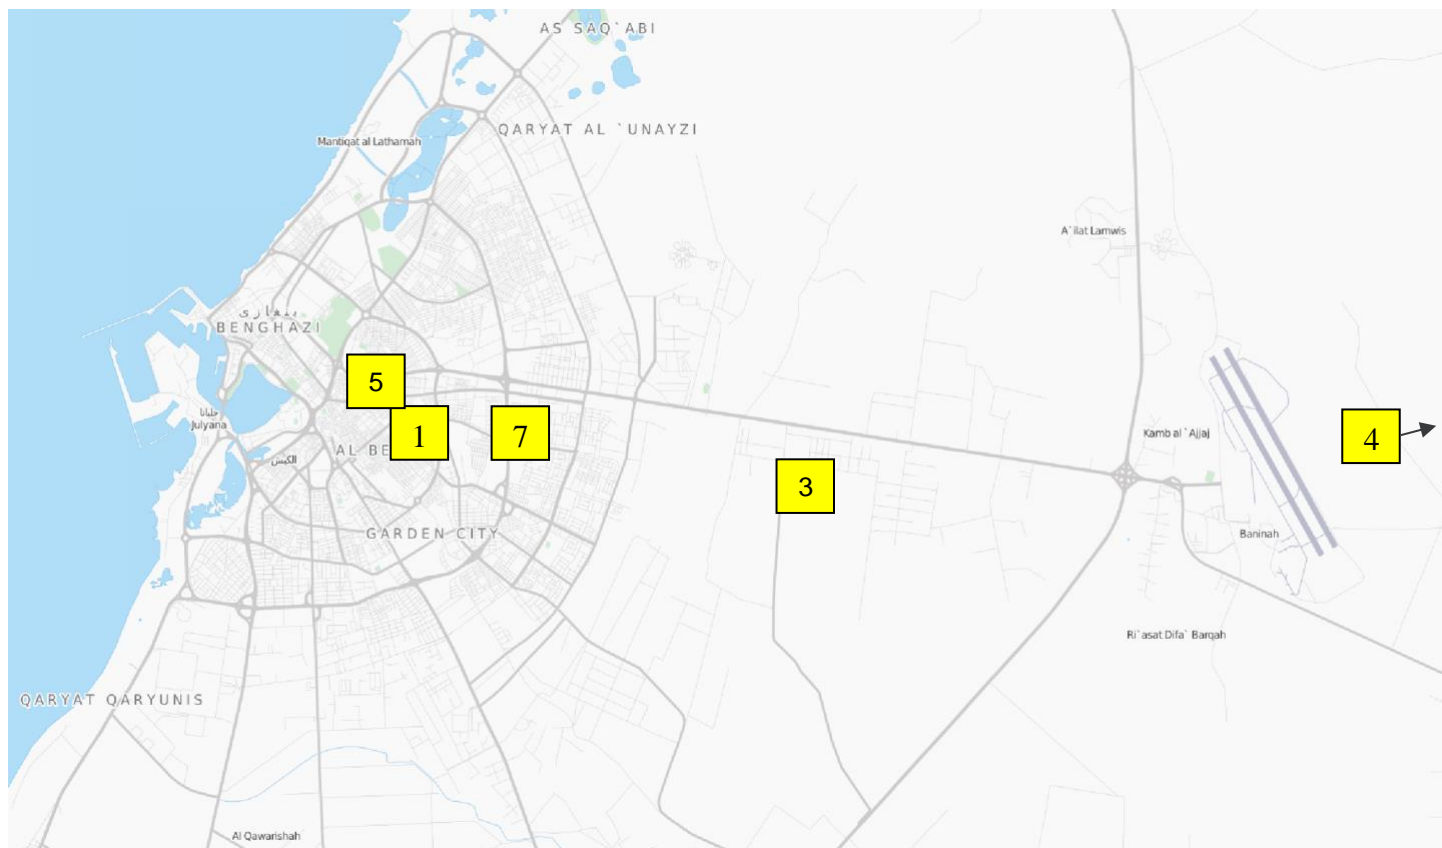 AS SAQ`ABI
QARYAT AL `UNAYZI
Mantiqat al Lathamah
A`ilat Lamwis
بنغازي
BENGHAZI
5
جليانا
Julyana
1
7
4
Kamb al `Ajjaj
AL BE
الكيش
3
GARDEN CITY
Baninah
Ri`asat Difa` Barqah
QARYAT QARYUNIS
Al Qawarishah